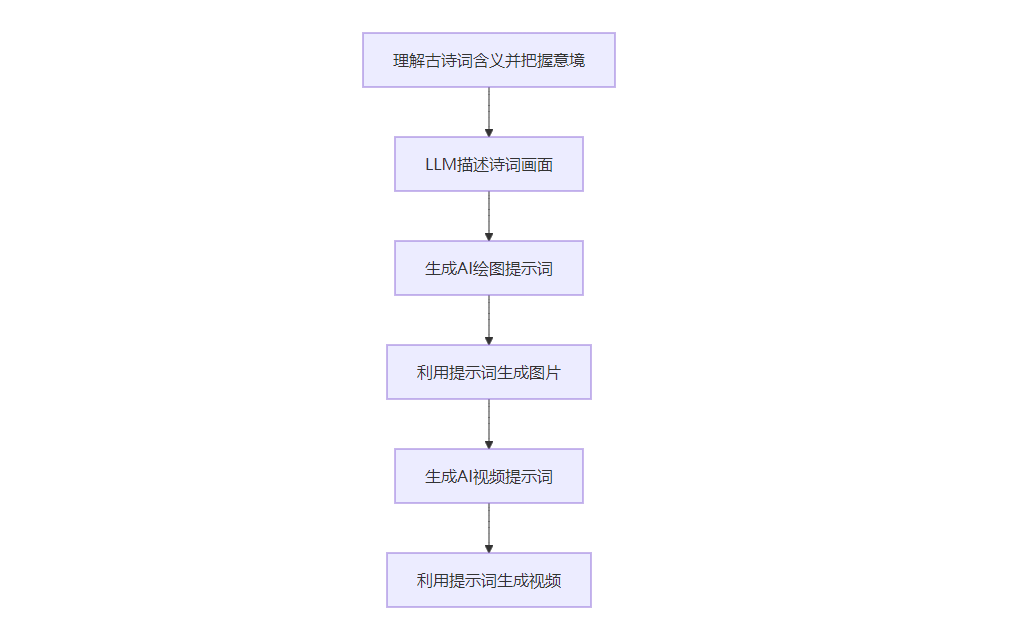 理解古诗词含义并把握意境
LLM描述诗词画面
生成AI绘图提示词
利用提示词生成图片
生成AI视频提示词
利用提示词生成视频